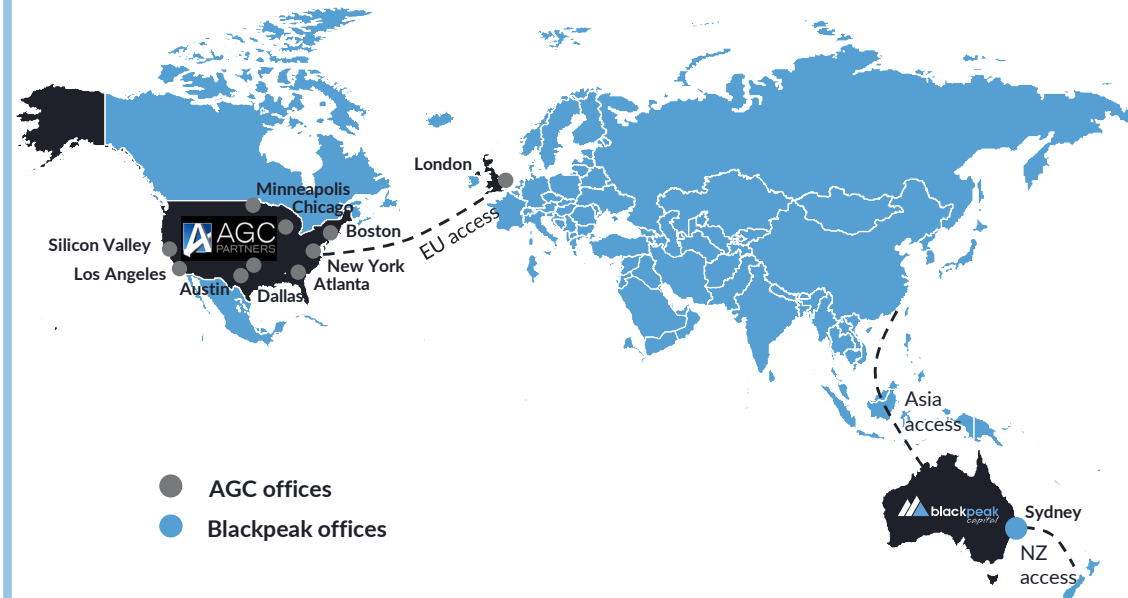 London
Minneapolis
Chicago
AGC
PARTNERS
Boston
Silicon Valley
EU access
New York
Los Angeles
Atlanta
Austin
Dallas
Asia
access
AGC offices
blackpeak
capital
Sydney
Blackpeak offices
NZ
access